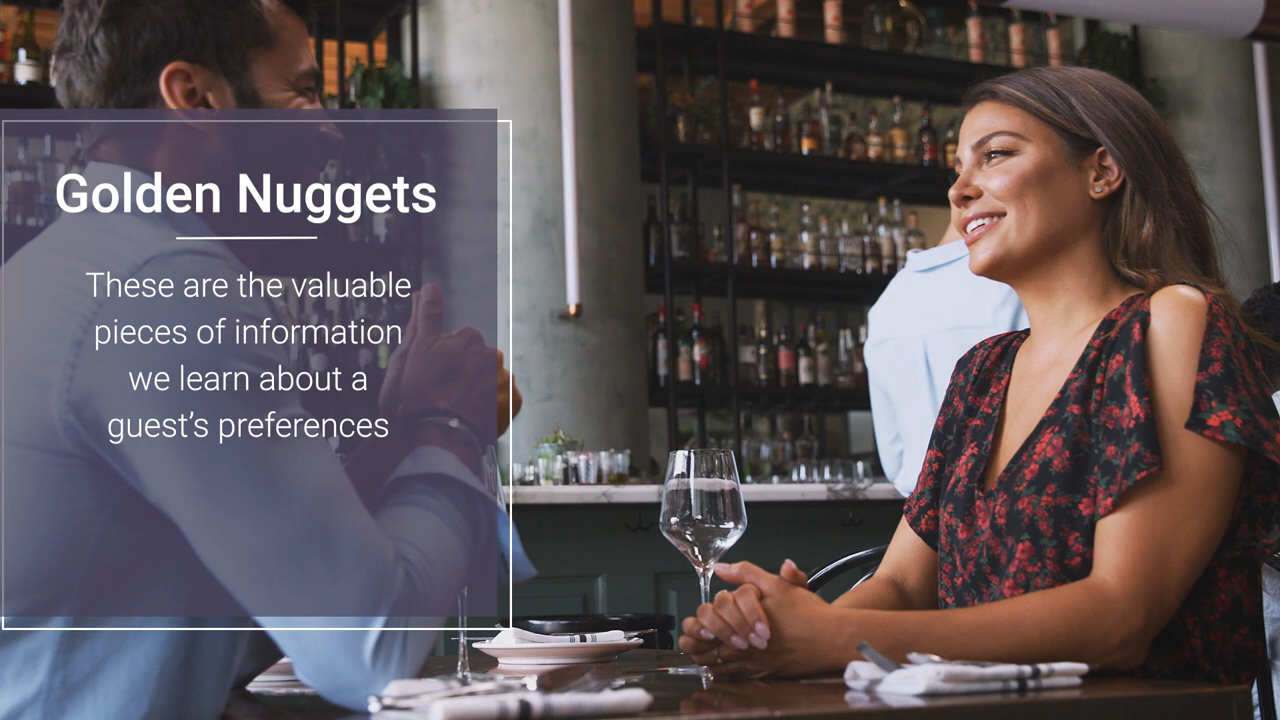 Golden Nuggets
These are the valuable
pieces of information
we learn about a
guest’s preferences